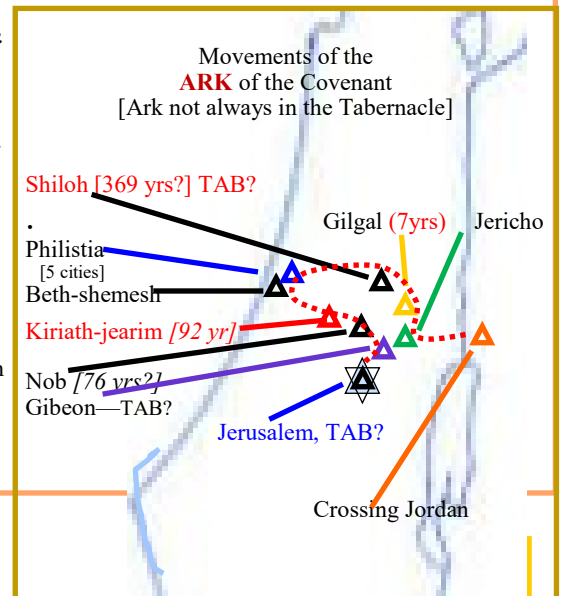 Movements of the
ARK of the Covenant
[Ark not always in the Tabernacle]
Shiloh [369 yrs?] TAB?
Gilgal (7yrs)
Jericho
Philistia
[5 cities]
Beth-shemesh
Kiriath-jearim [92 yr]
Nob [76 yrs?]
Gibeon—TAB?
Jerusalem, TAB?
Crossing Jordan